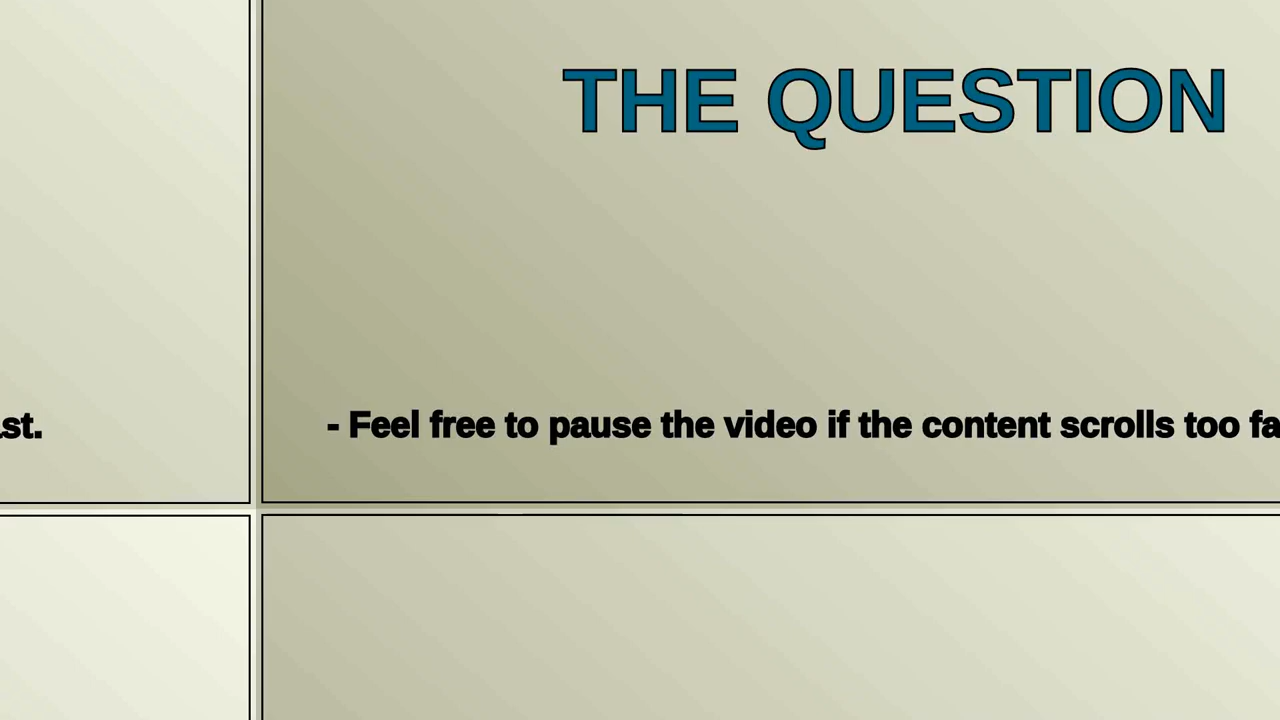 THE QUESTION
- Feel free to pause the video if the content scrolls too